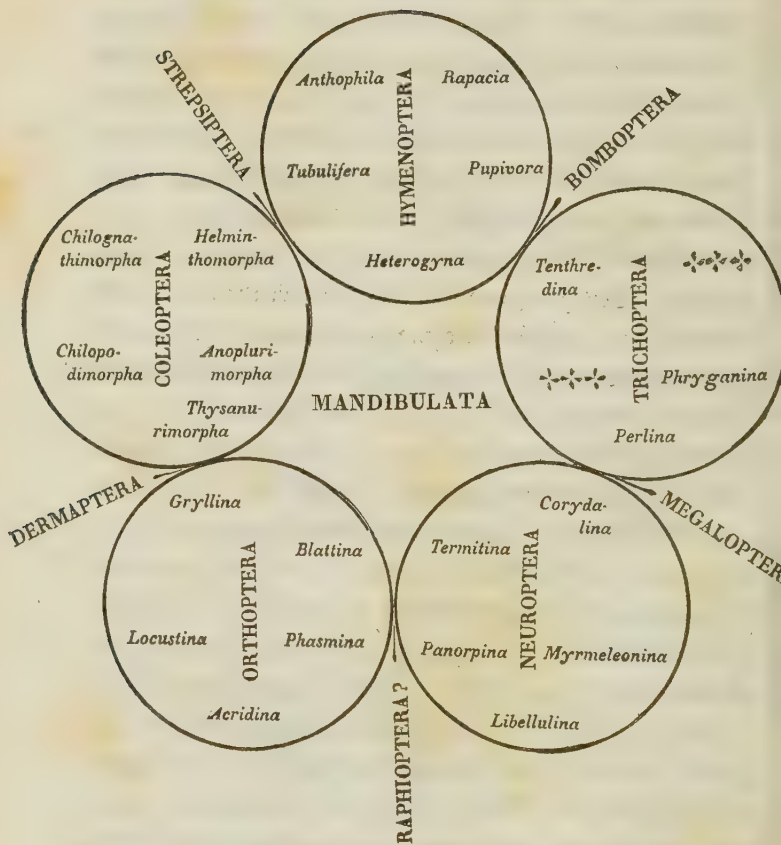 STREPSIPTERA
Anthophila Rapacia
HYMENOPTERA
Tubulifera Pupivora
Heterogyna
BOMBOPTERA
Chilogna-
thimorpha
Helmin-
thomorpha
COLEOPTERA
Chilopo-
dimorpha
Anopluri-
morpha
Thysanu-
rimorpha
MANDIBULATA
Tenthre-
dina
TRICHOPTERA
Phryganina
Perlina
DERMAPTERA
MEGALOPTERA
Gryllina
Blattina
ORTHOPTERA
Locustina Phasmina
Acridina
RAPHIOPTERA?
Coryda-
lina
Termitina
NEUROPTERA
Panorpina Myrmeleonina
Libellulina